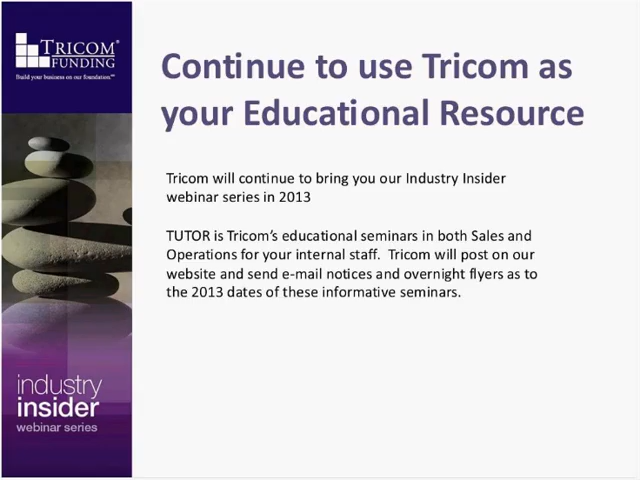 TRICOM®
FUNDING
Build your business on our foundation.℠
Continue to use Tricom as
your Educational Resource
Tricom will continue to bring you our Industry Insider
webinar series in 2013
TUTOR is Tricom’s educational seminars in both Sales and
Operations for your internal staff.  Tricom will post on our
website and send e-mail notices and overnight flyers as to
the 2013 dates of these informative seminars.
industry
insider
webinar series